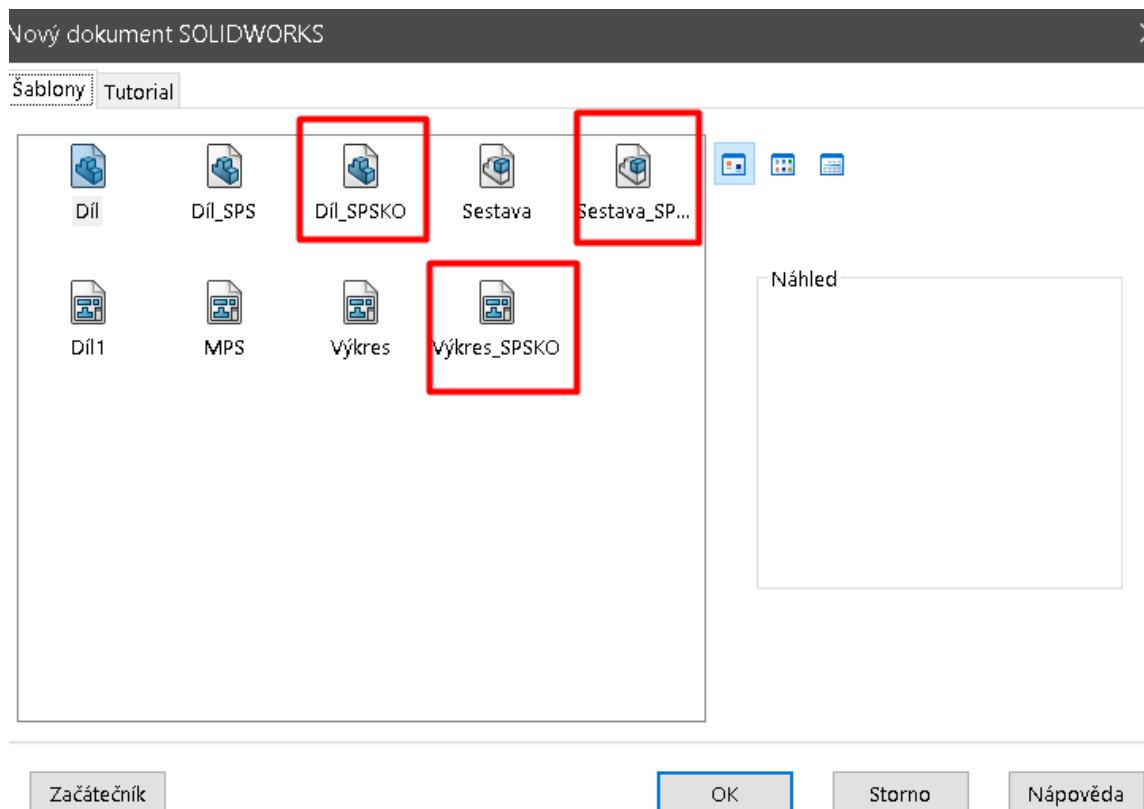 Nový dokument SOLIDWORKS
Šablony Tutorial
Díl Díl_SPS Díl_SPSKO Sestava Sestava_SP...
Náhled
Díl1 MPS Výkres Výkres_SPSKO
Začátečník OK Storno Nápověda